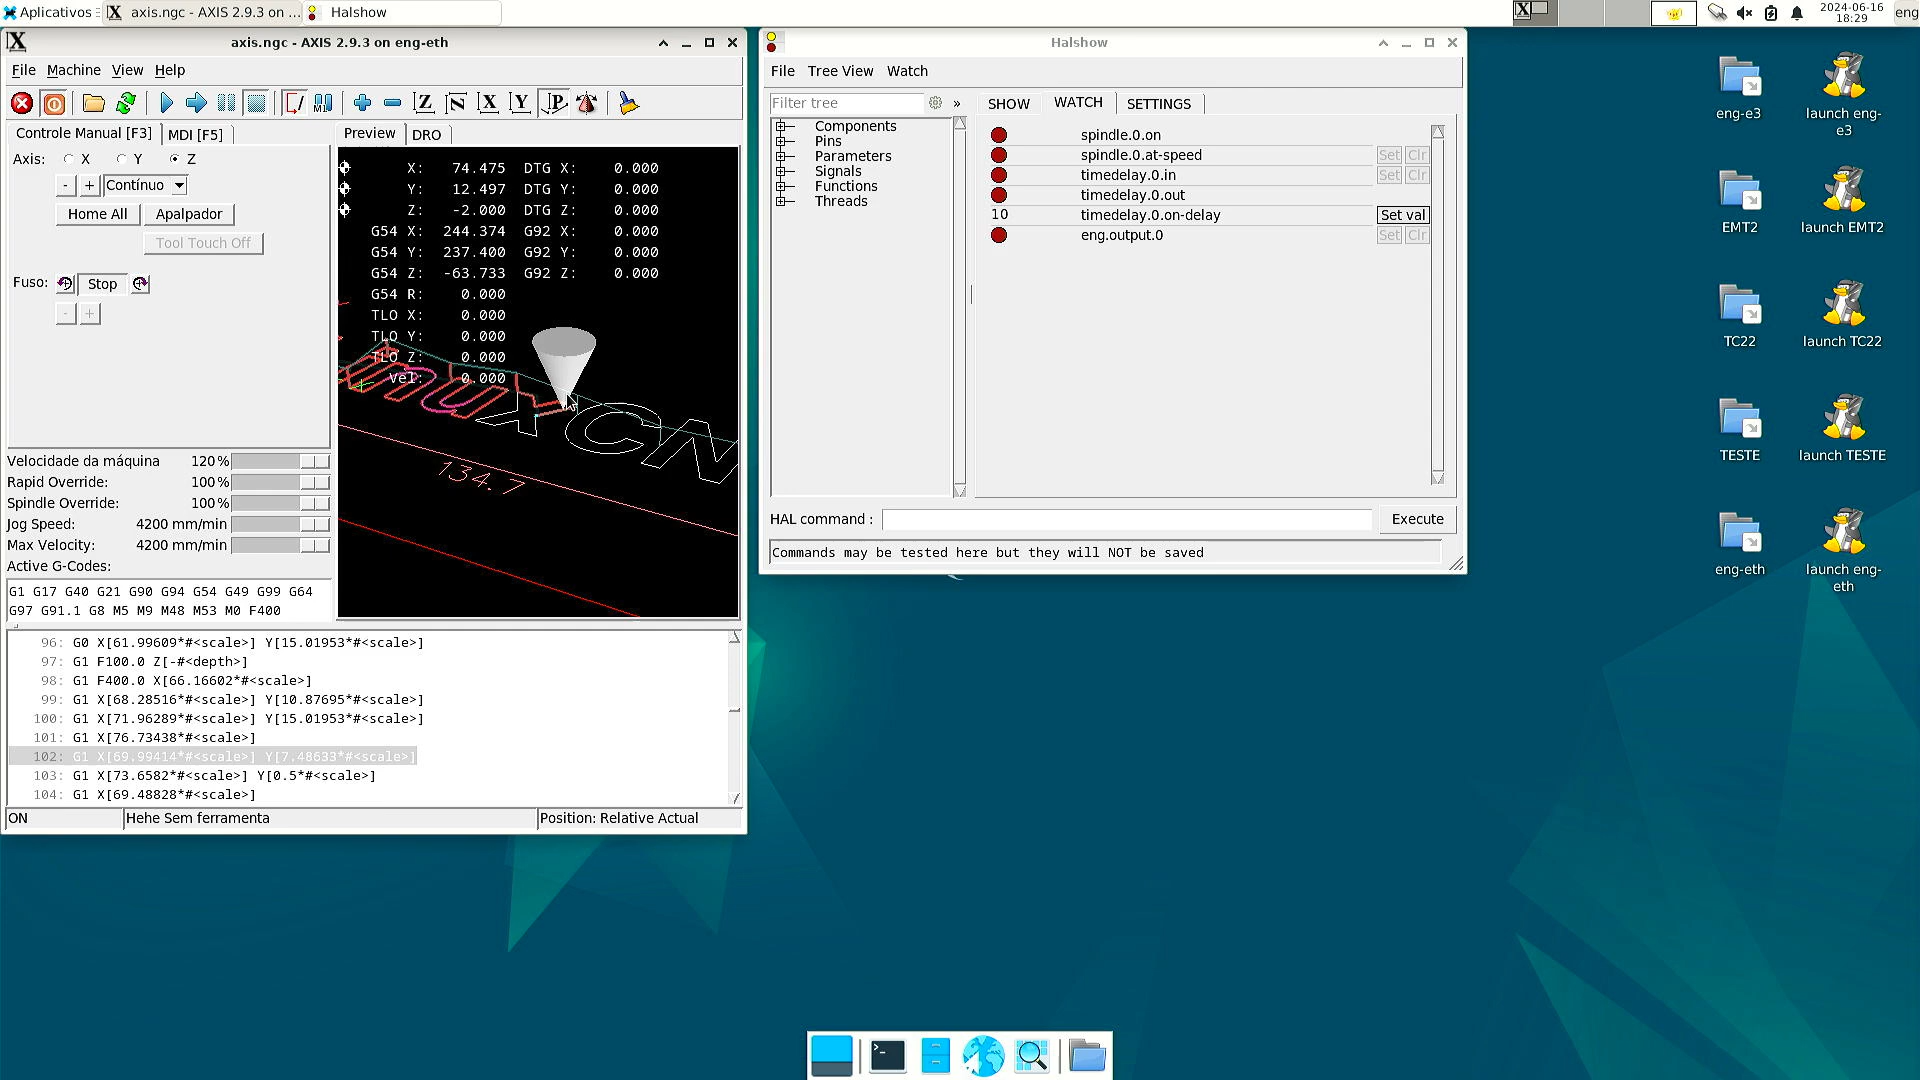 Aplicativos
axis.ngc - AXIS 2.9.3 on ...
Halshow
2024-06-16
18:29
eng
axis.ngc - AXIS 2.9.3 on eng-eth
File Machine View Help
Controle Manual [F3]
MDI [F5]
Axis: X Y Z
- + Contínuo
Home All
Apalpador
Tool Touch Off
Fuso: Stop
- +
Velocidade da máquina 120%
Rapid Override: 100%
Spindle Override: 100%
Jog Speed: 4200 mm/min
Max Velocity: 4200 mm/min
Active G-Codes:
G1 G17 G40 G21 G90 G94 G54 G49 G99 G64
G97 G91.1 G8 M5 M9 M48 M53 M0 F400
Preview
DRO
X: 74.475 DTG X: 0.000
Y: 12.497 DTG Y: 0.000
Z: -2.000 DTG Z: 0.000
G54 X: 244.374 G92 X: 0.000
G54 Y: 237.400 G92 Y: 0.000
G54 Z: -63.733 G92 Z: 0.000
G54 R: 0.000
TLO X: 0.000
TLO Y: 0.000
TLO Z: 0.000
Vel: 0.000
inuxCN
134.7
96: G0 X[61.99609*#<scale>] Y[15.01953*#<scale>]
97: G1 F100.0 Z[-#<depth>]
98: G1 F400.0 X[66.16602*#<scale>]
99: G1 X[68.28516*#<scale>] Y[10.87695*#<scale>]
100: G1 X[71.96289*#<scale>] Y[15.01953*#<scale>]
101: G1 X[76.73438*#<scale>]
102: G1 X[69.99414*#<scale>] Y[7.48633*#<scale>]
103: G1 X[73.6582*#<scale>] Y[0.5*#<scale>]
104: G1 X[69.48828*#<scale>]
ON
Hehe Sem ferramenta
Position: Relative Actual
Halshow
File Tree View Watch
Filter tree
»
Components
Pins
Parameters
Signals
Functions
Threads
SHOW
WATCH
SETTINGS
spindle.0.on
spindle.0.at-speed Set Clr
timedelay.0.in Set Clr
timedelay.0.out
10 timedelay.0.on-delay Set val
eng.output.0 Set Clr
HAL command :
Execute
Commands may be tested here but they will NOT be saved
eng-e3
launch eng-
e3
EMT2
launch EMT2
TC22
launch TC22
TESTE
launch TESTE
eng-eth
launch eng-
eth